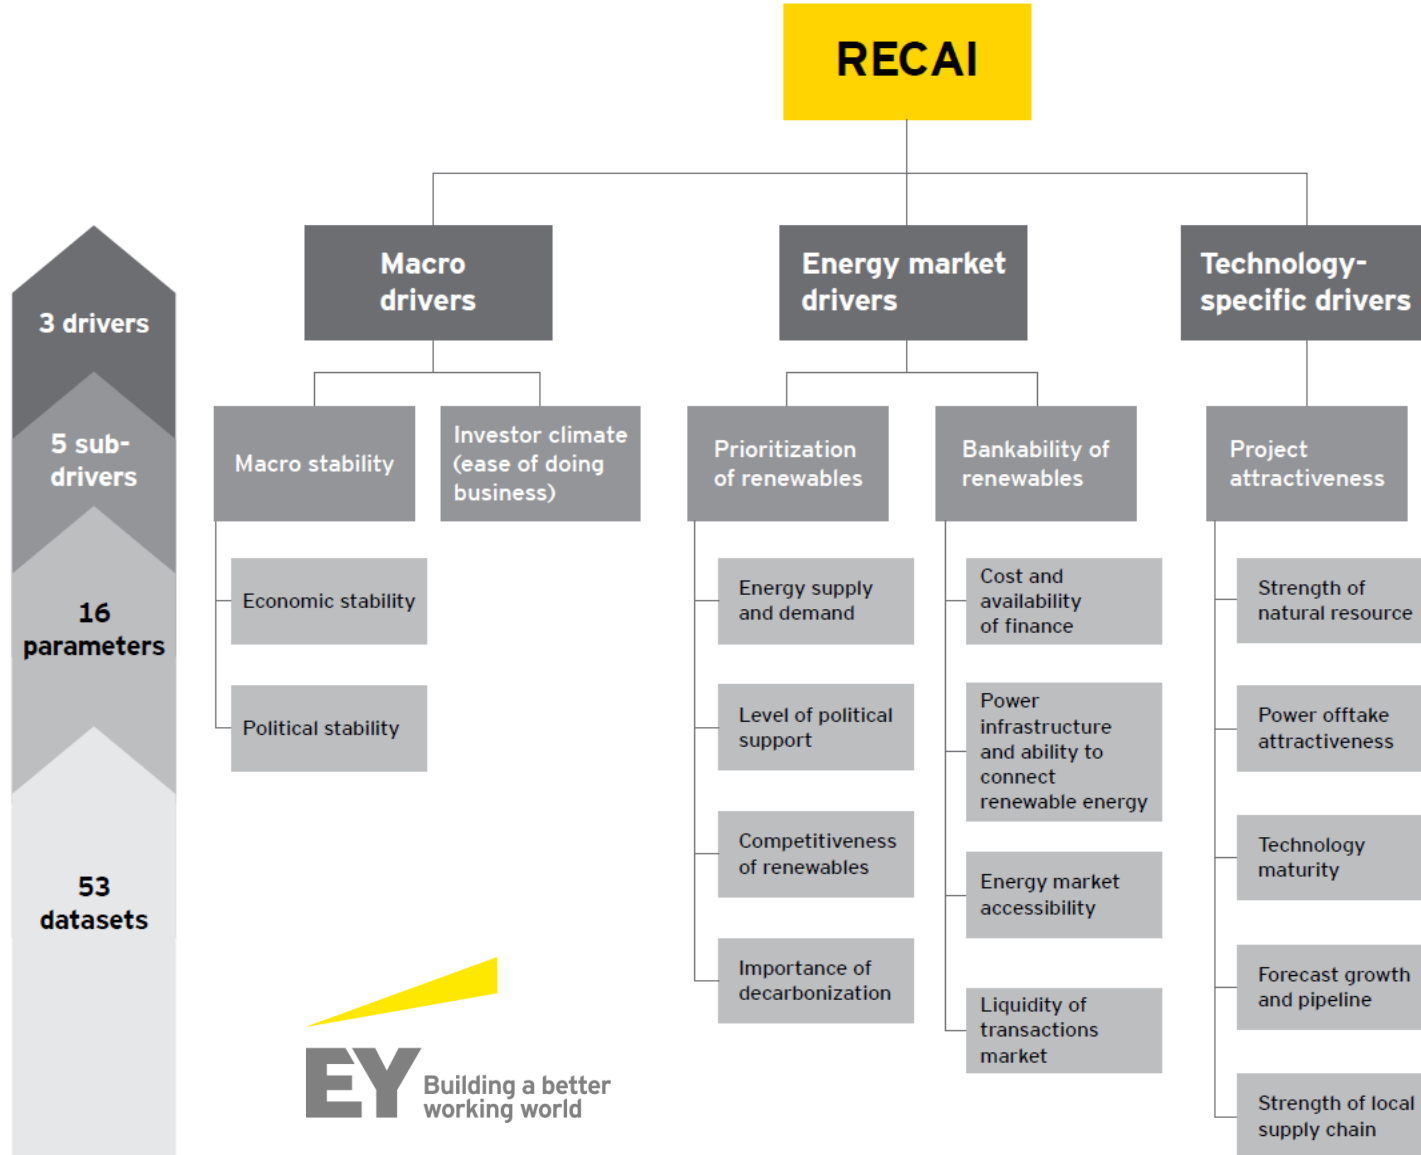 RECAI
3 drivers
5 sub-
drivers
16
parameters
53
datasets
Macro
drivers
Macro stability
Economic stability
Political stability
Investor climate
(ease of doing
business)
Energy market
drivers
Prioritization
of renewables
Energy supply
and demand
Level of political
support
Competitiveness
of renewables
Importance of
decarbonization
Bankability of
renewables
Cost and
availability
of finance
Power
infrastructure
and ability to
connect
renewable energy
Energy market
accessibility
Liquidity of
transactions
market
Technology-
specific drivers
Project
attractiveness
Strength of
natural resource
Power offtake
attractiveness
Technology
maturity
Forecast growth
and pipeline
Strength of local
supply chain
EY
Building a better
working world